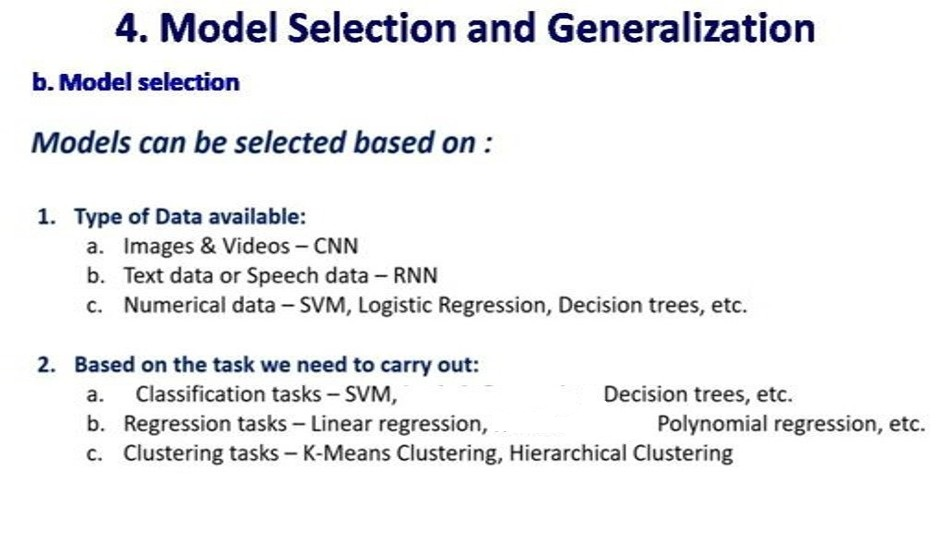 4. Model Selection and Generalization
b. Model selection
Models can be selected based on :
1. Type of Data available:
a. Images & Videos – CNN
b. Text data or Speech data – RNN
c. Numerical data – SVM, Logistic Regression, Decision trees, etc.
2. Based on the task we need to carry out:
a. Classification tasks – SVM, Decision trees, etc.
b. Regression tasks – Linear regression, Polynomial regression, etc.
c. Clustering tasks – K-Means Clustering, Hierarchical Clustering